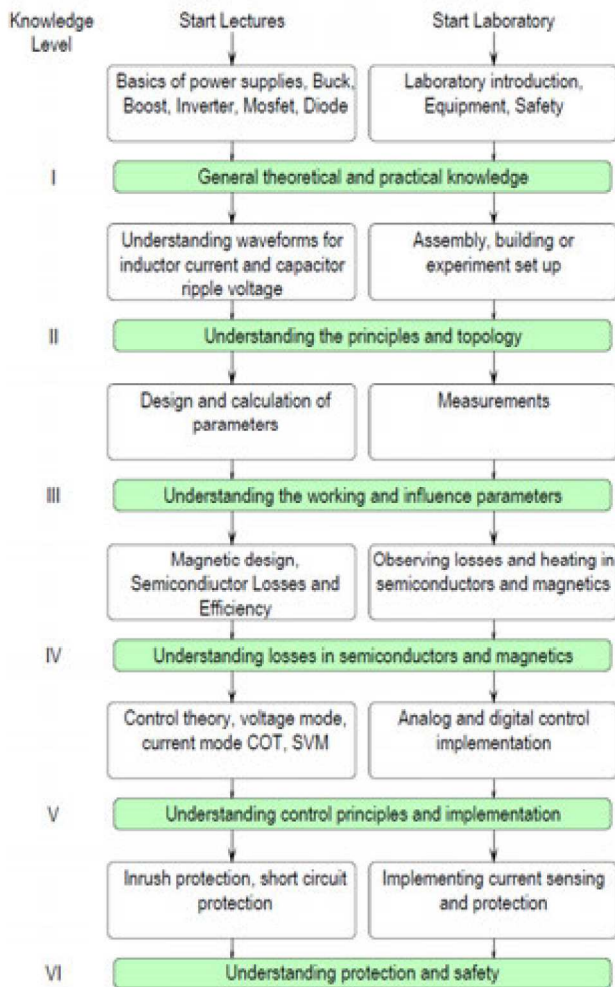 Knowledge
Level
Start Lectures
Start Laboratory
Basics of power supplies, Buck,
Boost, Inverter, Mosfet, Diode
Laboratory introduction,
Equipment, Safety
I
General theoretical and practical knowledge
Understanding waveforms for
inductor current and capacitor
ripple voltage
Assembly, building or
experiment set up
II
Understanding the principles and topology
Design and calculation of
parameters
Measurements
III
Understanding the working and influence parameters
Magnetic design,
Semicondiuctor Losses and
Efficiency
Observing losses and heating in
semiconductors and magnetics
IV
Understanding losses in semiconductors and magnetics
Control theory, voltage mode,
current mode COT, SVM
Analog and digital control
implementation
V
Understanding control principles and implementation
Inrush protection, short circuit
protection
Implementing current sensing
and protection
VI
Understanding protection and safety